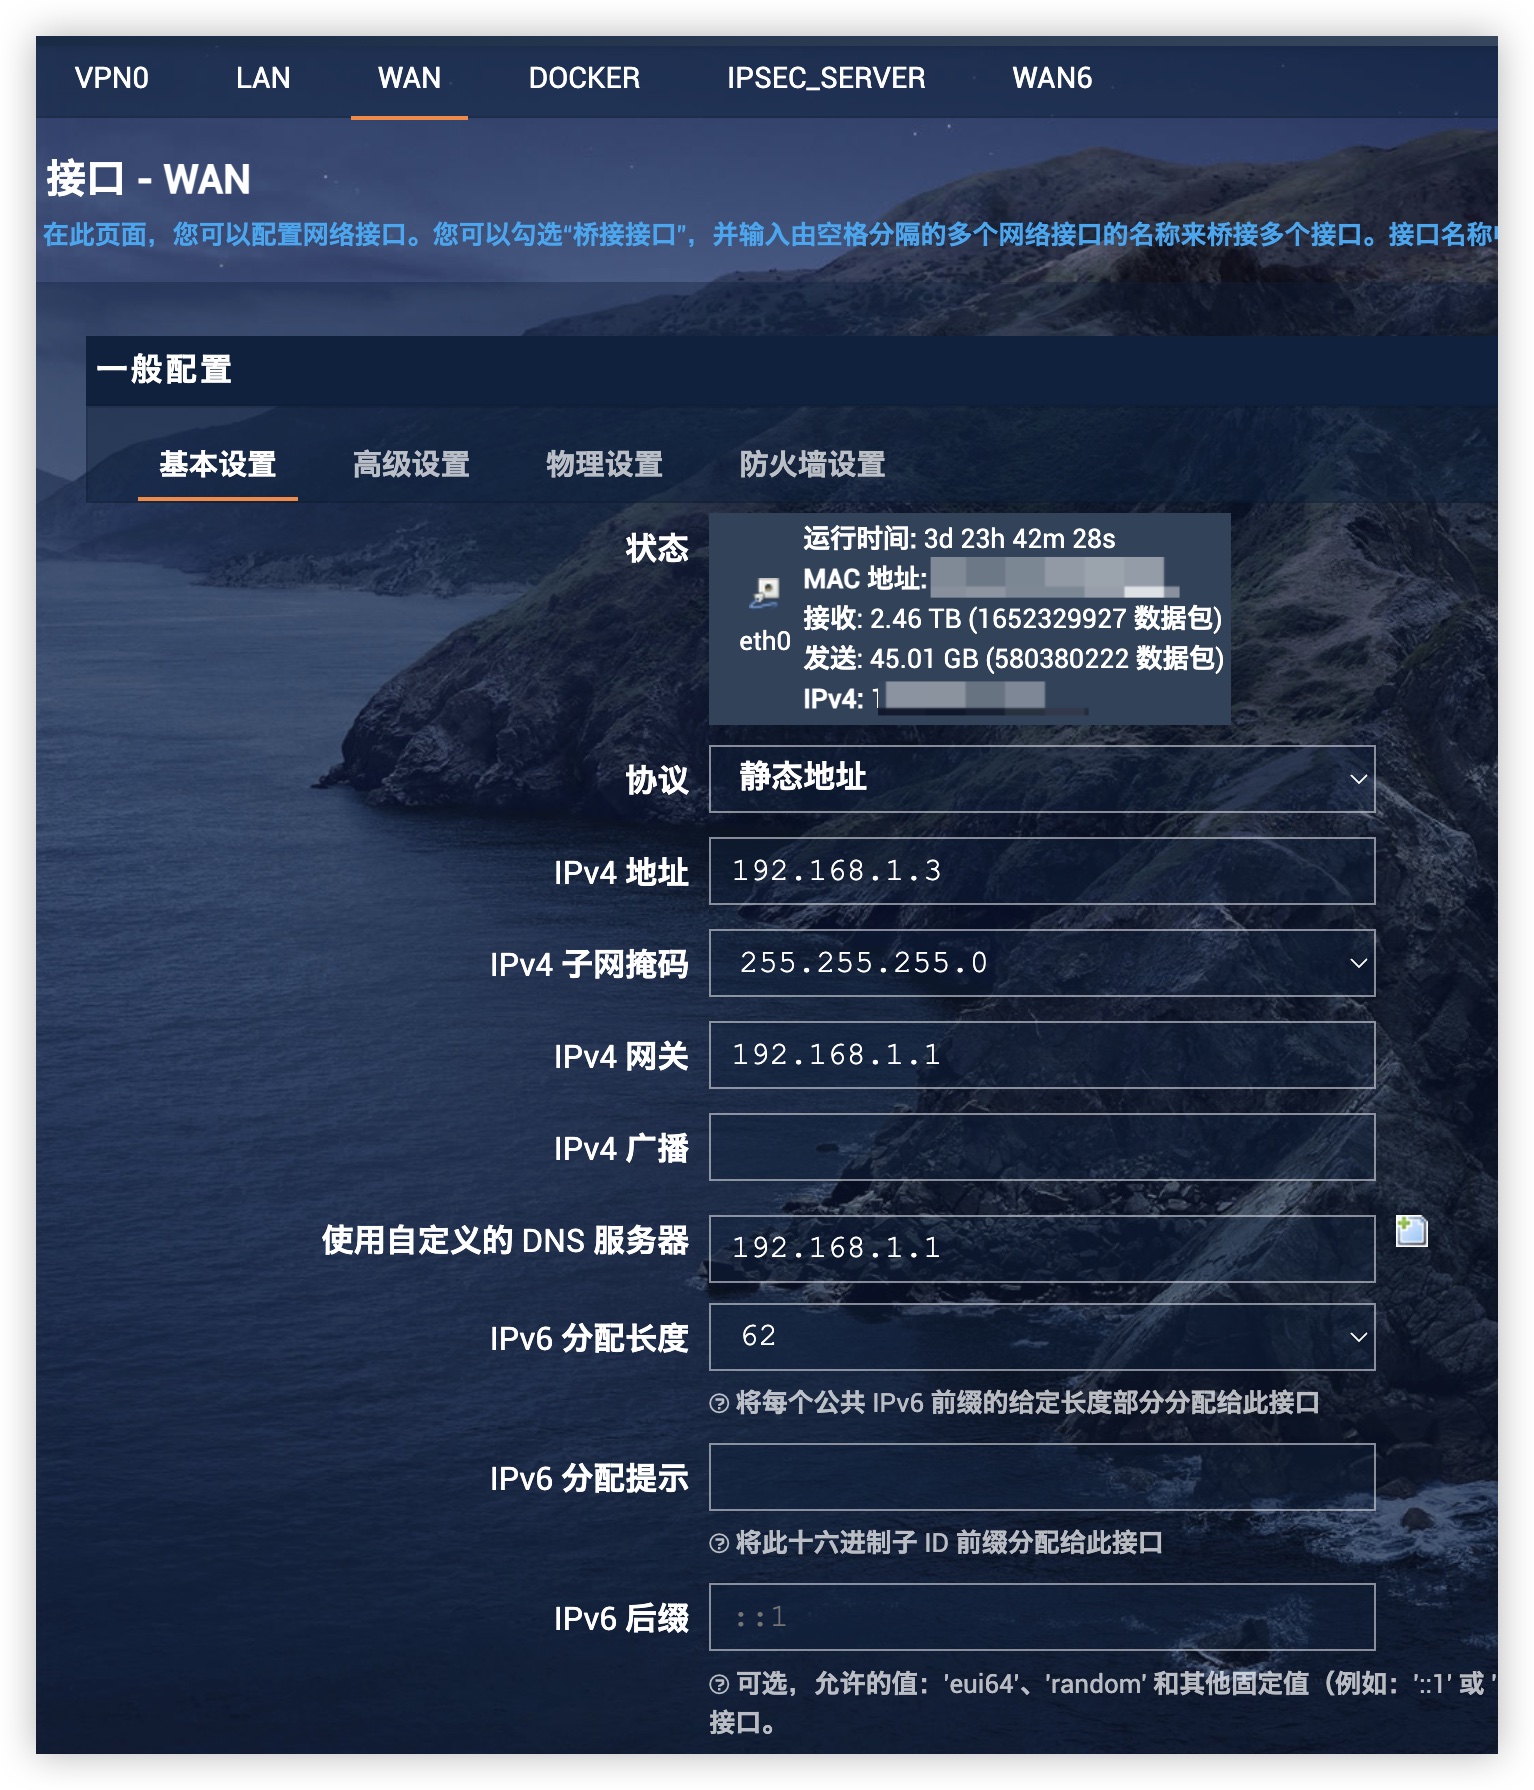 VPN0 LAN WAN DOCKER IPSEC_SERVER WAN6
接口 - WAN
在此页面，您可以配置网络接口。您可以勾选“桥接接口”，并输入由空格分隔的多个网络接口的名称来桥接多个接口。接口名称
一般配置
基本设置 高级设置 物理设置 防火墙设置
状态
eth0
运行时间: 3d 23h 42m 28s
MAC 地址:
接收: 2.46 TB (1652329927 数据包)
发送: 45.01 GB (580380222 数据包)
IPv4: 1
协议 静态地址
IPv4 地址 192.168.1.3
IPv4 子网掩码 255.255.255.0
IPv4 网关 192.168.1.1
IPv4 广播
使用自定义的 DNS 服务器 192.168.1.1
IPv6 分配长度 62
将每个公共 IPv6 前缀的给定长度部分分配给此接口
IPv6 分配提示
将此十六进制子 ID 前缀分配给此接口
IPv6 后缀 ::1
可选，允许的值：'eui64'、'random' 和其他固定值（例如：'::1' 或 '
接口。